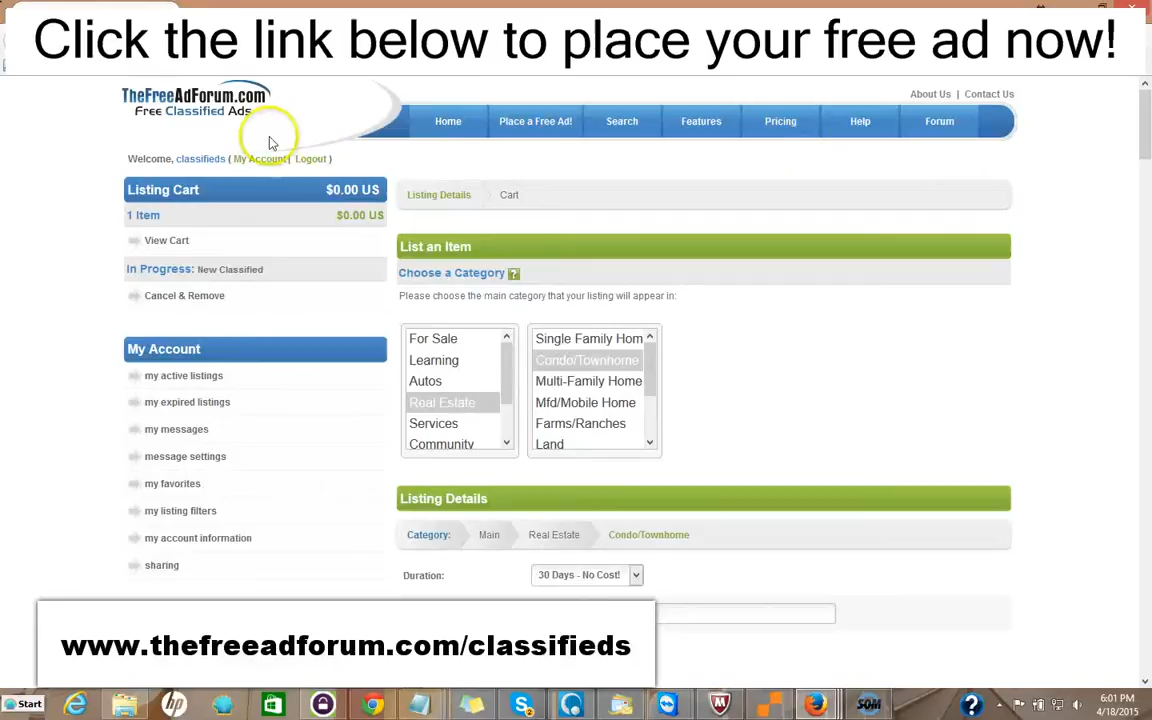 Click the link below to place your free ad now!
TheFreeAdForum.com
Free Classified Ads
About Us | Contact Us
Home
Place a Free Ad!
Search
Features
Pricing
Help
Forum
Welcome, classifieds ( My Account | Logout )
Listing Cart $0.00 US
1 Item $0.00 US
View Cart
In Progress: New Classified
Cancel & Remove
My Account
my active listings
my expired listings
my messages
message settings
my favorites
my listing filters
my account information
sharing
Listing Details Cart
List an Item
Choose a Category ?
Please choose the main category that your listing will appear in:
For Sale
Learning
Autos
Real Estate
Services
Community
Single Family Hom
Condo/Townhome
Multi-Family Home
Mfd/Mobile Home
Farms/Ranches
Land
Listing Details
Category: Main Real Estate Condo/Townhome
Duration: 30 Days - No Cost!
www.thefreeadforum.com/classifieds
Start
hp
SOM
?
6:01 PM
4/18/2015